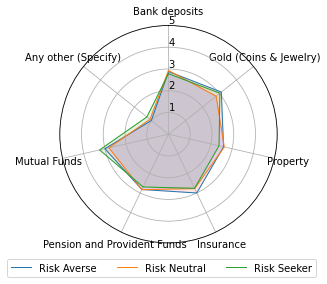 Bank deposits
5
4
3
2
1
Any other (Specify)
Gold (Coins & Jewelry)
Mutual Funds
Property
Pension and Provident Funds
Insurance
Risk Averse
Risk Neutral
Risk Seeker